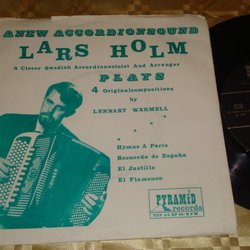 ANEW ACCORDIONSOUND
LARS HOLM
A Clever Swedish Accordionsoloist And Arranger
PLAYS
4 Originalcompositions
by
LENNART WARMELL
Hymne A Paris
Recuerdo de España
El Justillo
El Flamenco
PYRAMID
records